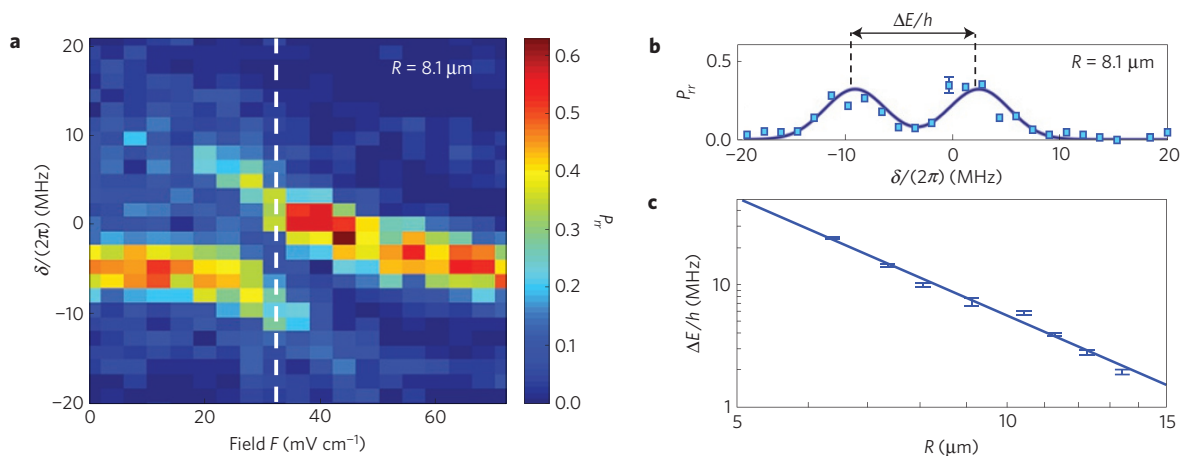 a
R = 8.1 μm
20
10
0
−10
−20
0
20
40
60
δ/(2π) (MHz)
Field F (mV cm⁻¹)
0.6
0.5
0.4
0.3
0.2
0.1
0.0
P_rr
b
ΔE/h
R = 8.1 μm
0.5
0.0
P_rr
−20
−10
0
10
20
δ/(2π) (MHz)
c
10
1
ΔE/h (MHz)
5
10
15
R (μm)